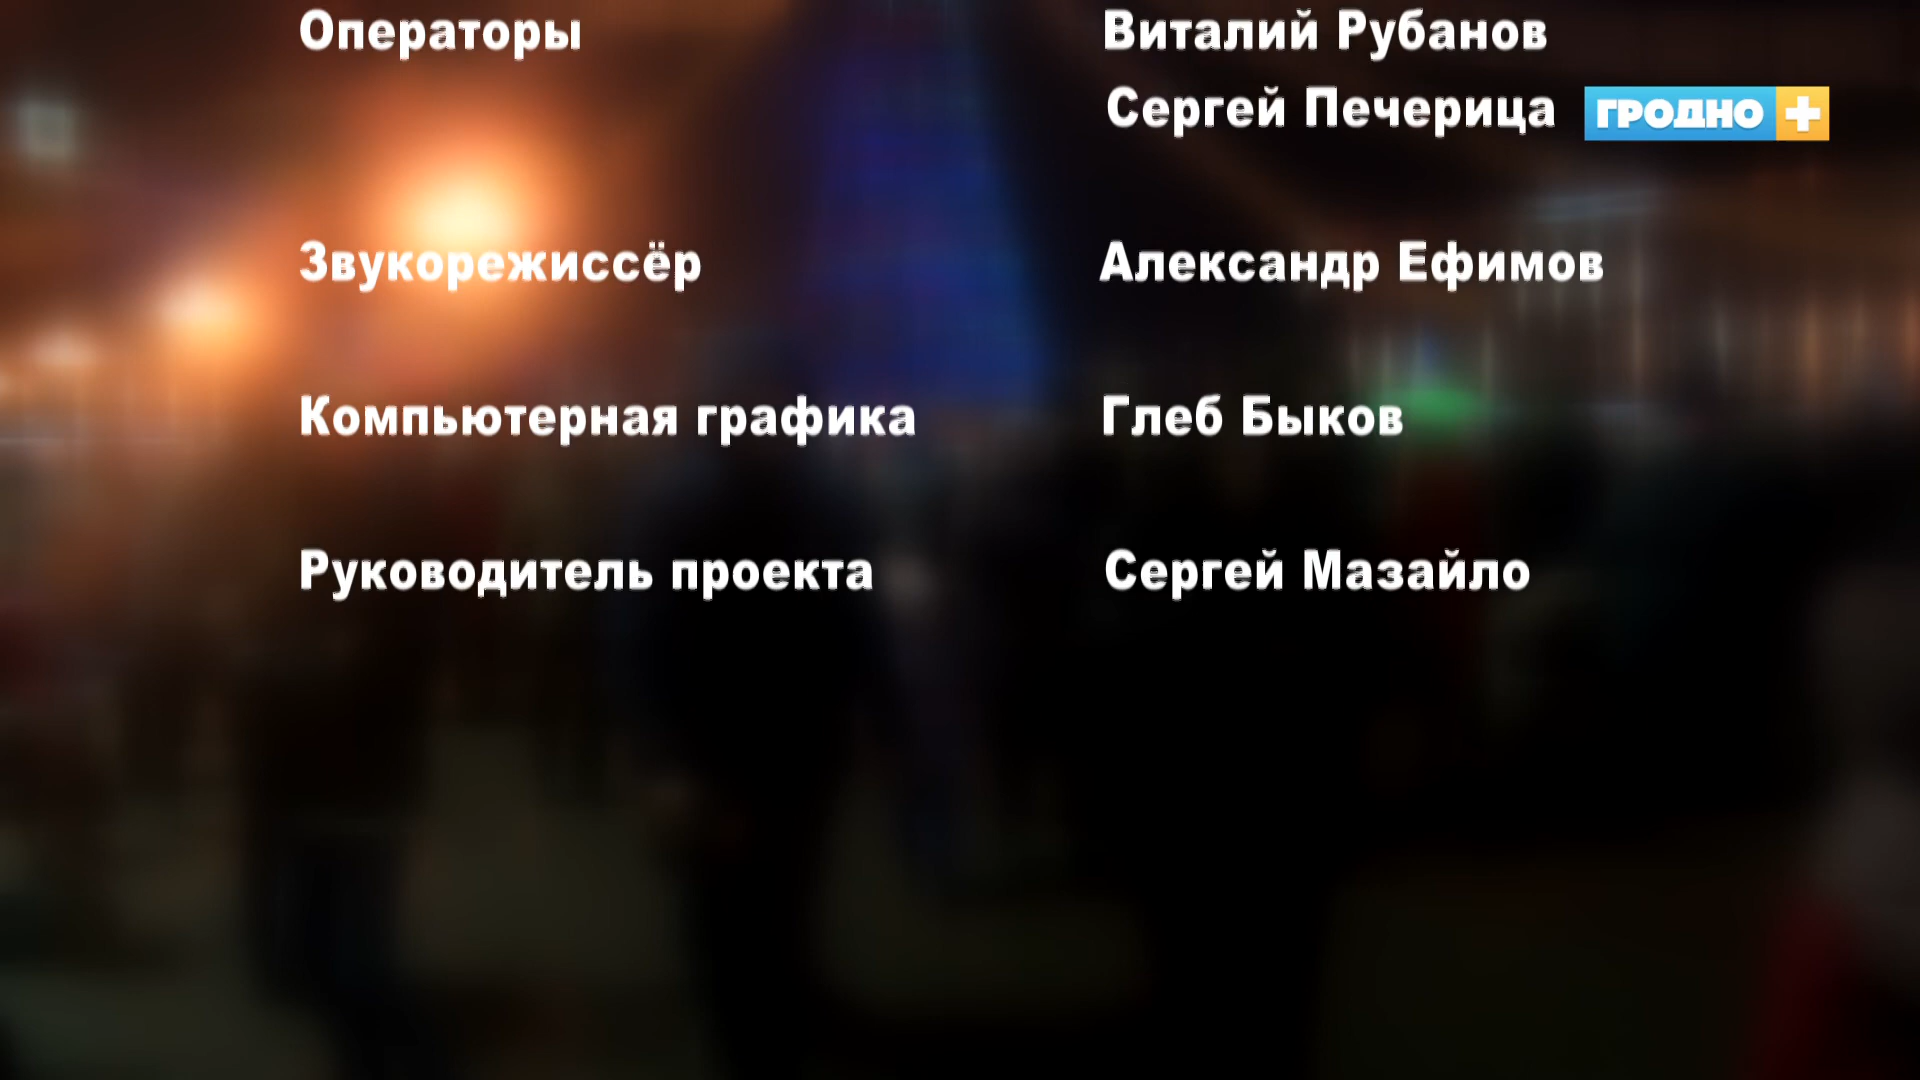 Операторы Виталий Рубанов
Сергей Печерица ГРОДНО +
Звукорежиссёр Александр Ефимов
Компьютерная графика Глеб Быков
Руководитель проекта Сергей Мазайло